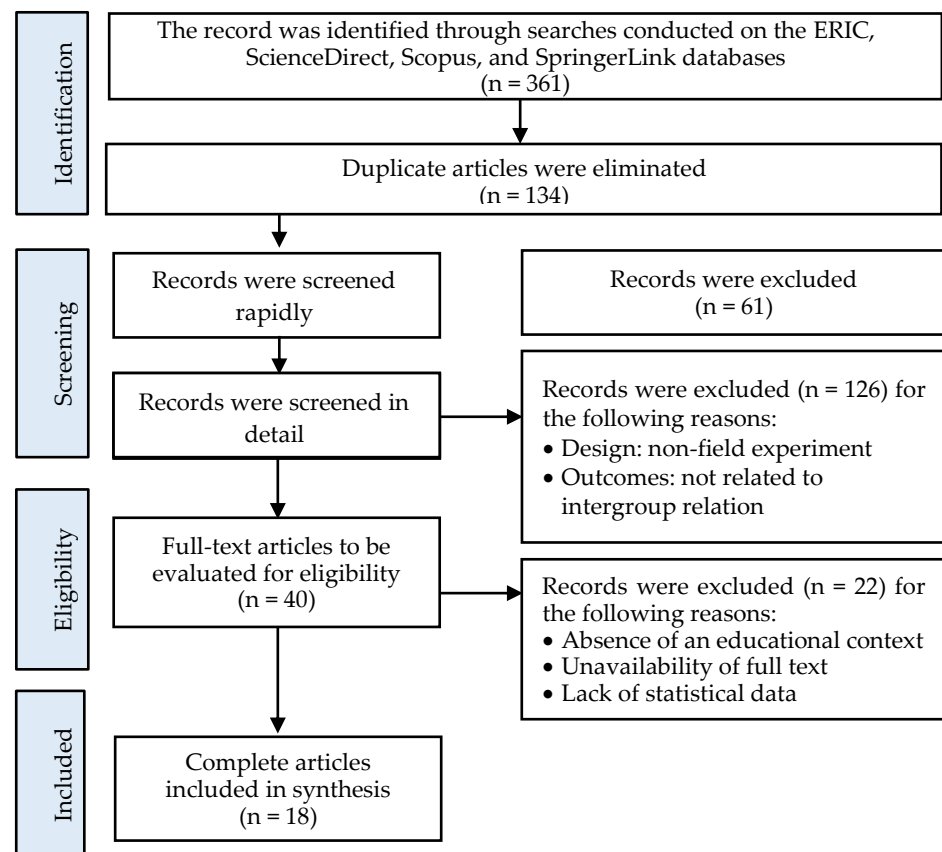 Identification
The record was identified through searches conducted on the ERIC,
ScienceDirect, Scopus, and SpringerLink databases
(n = 361)
Duplicate articles were eliminated
(n = 134)
Screening
Records were screened
rapidly
Records were excluded
(n = 61)
Records were screened in
detail
Records were excluded (n = 126) for
the following reasons:
• Design: non-field experiment
• Outcomes: not related to
intergroup relation
Eligibility
Full-text articles to be
evaluated for eligibility
(n = 40)
Records were excluded (n = 22) for
the following reasons:
• Absence of an educational context
• Unavailability of full text
• Lack of statistical data
Included
Complete articles
included in synthesis
(n = 18)